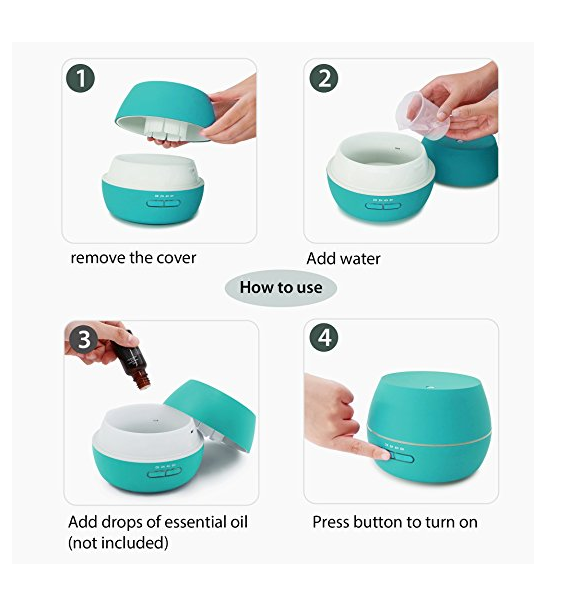 1
2
remove the cover
Add water
How to use
3
4
Add drops of essential oil
(not included)
Press button to turn on